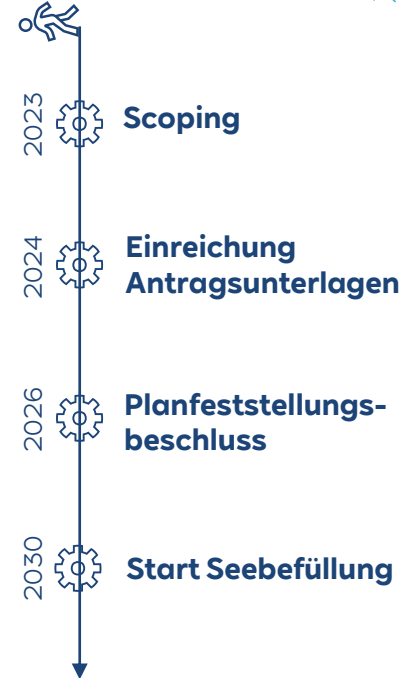 2023
Scoping
2024
Einreichung
Antragsunterlagen
2026
Planfeststellungs-
beschluss
2030
Start Seebefüllung